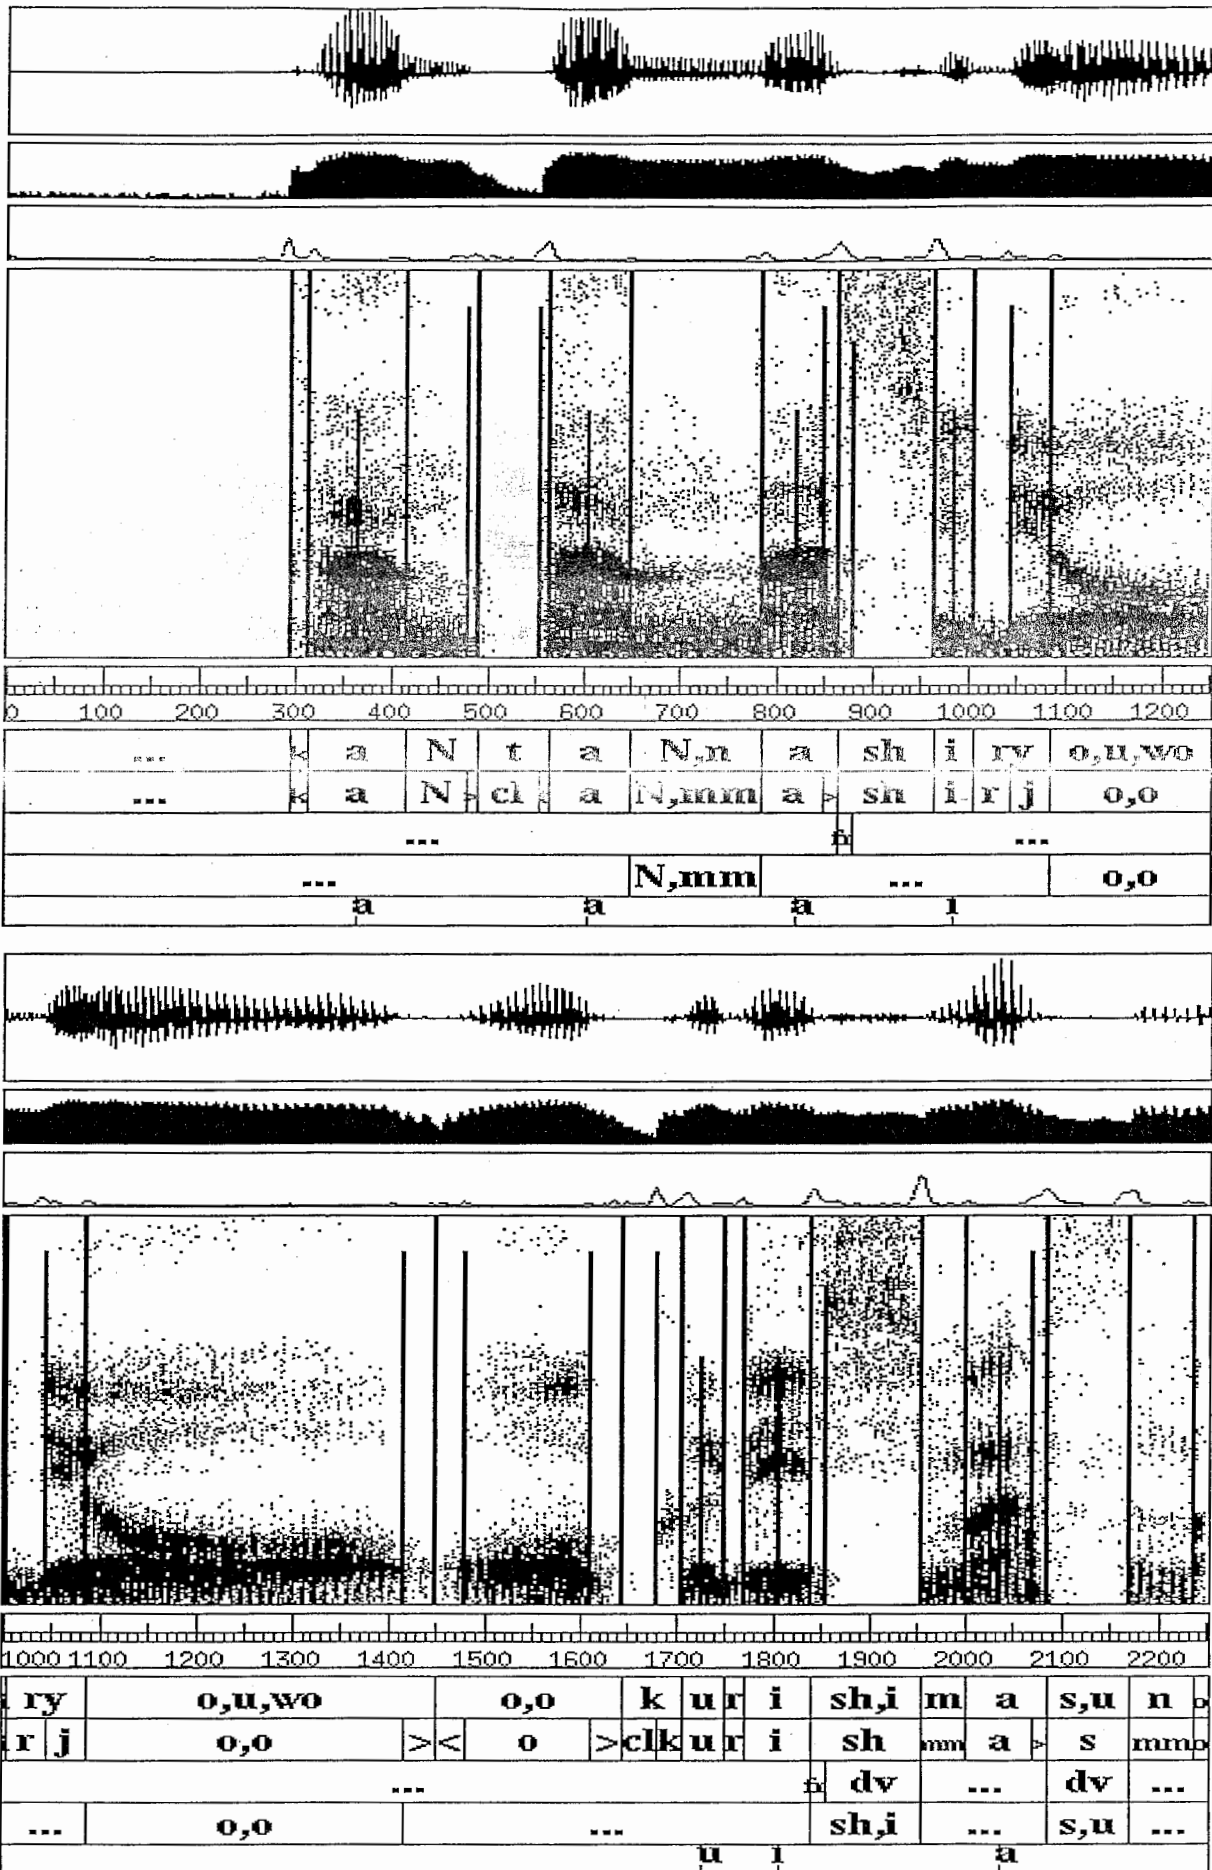 0 100 200 300 400 500 600 700 800 900 1000 1100 1200
... < a N t a N,n a sh i ry o,u,wo
... < a N > cl < a N,mm a > sh i r j o,o
... fr ...
... N,mm ... o,o
a a a i
1000 1100 1200 1300 1400 1500 1600 1700 1800 1900 2000 2100 2200
i ry o,u,wo o,o k u r i sh,i m a s,u n o
i r j o,o > < o > cl k u r i sh mm a > s mm o
... fr dv ... dv ...
... o,o ... sh,i ... s,u ...
u i a